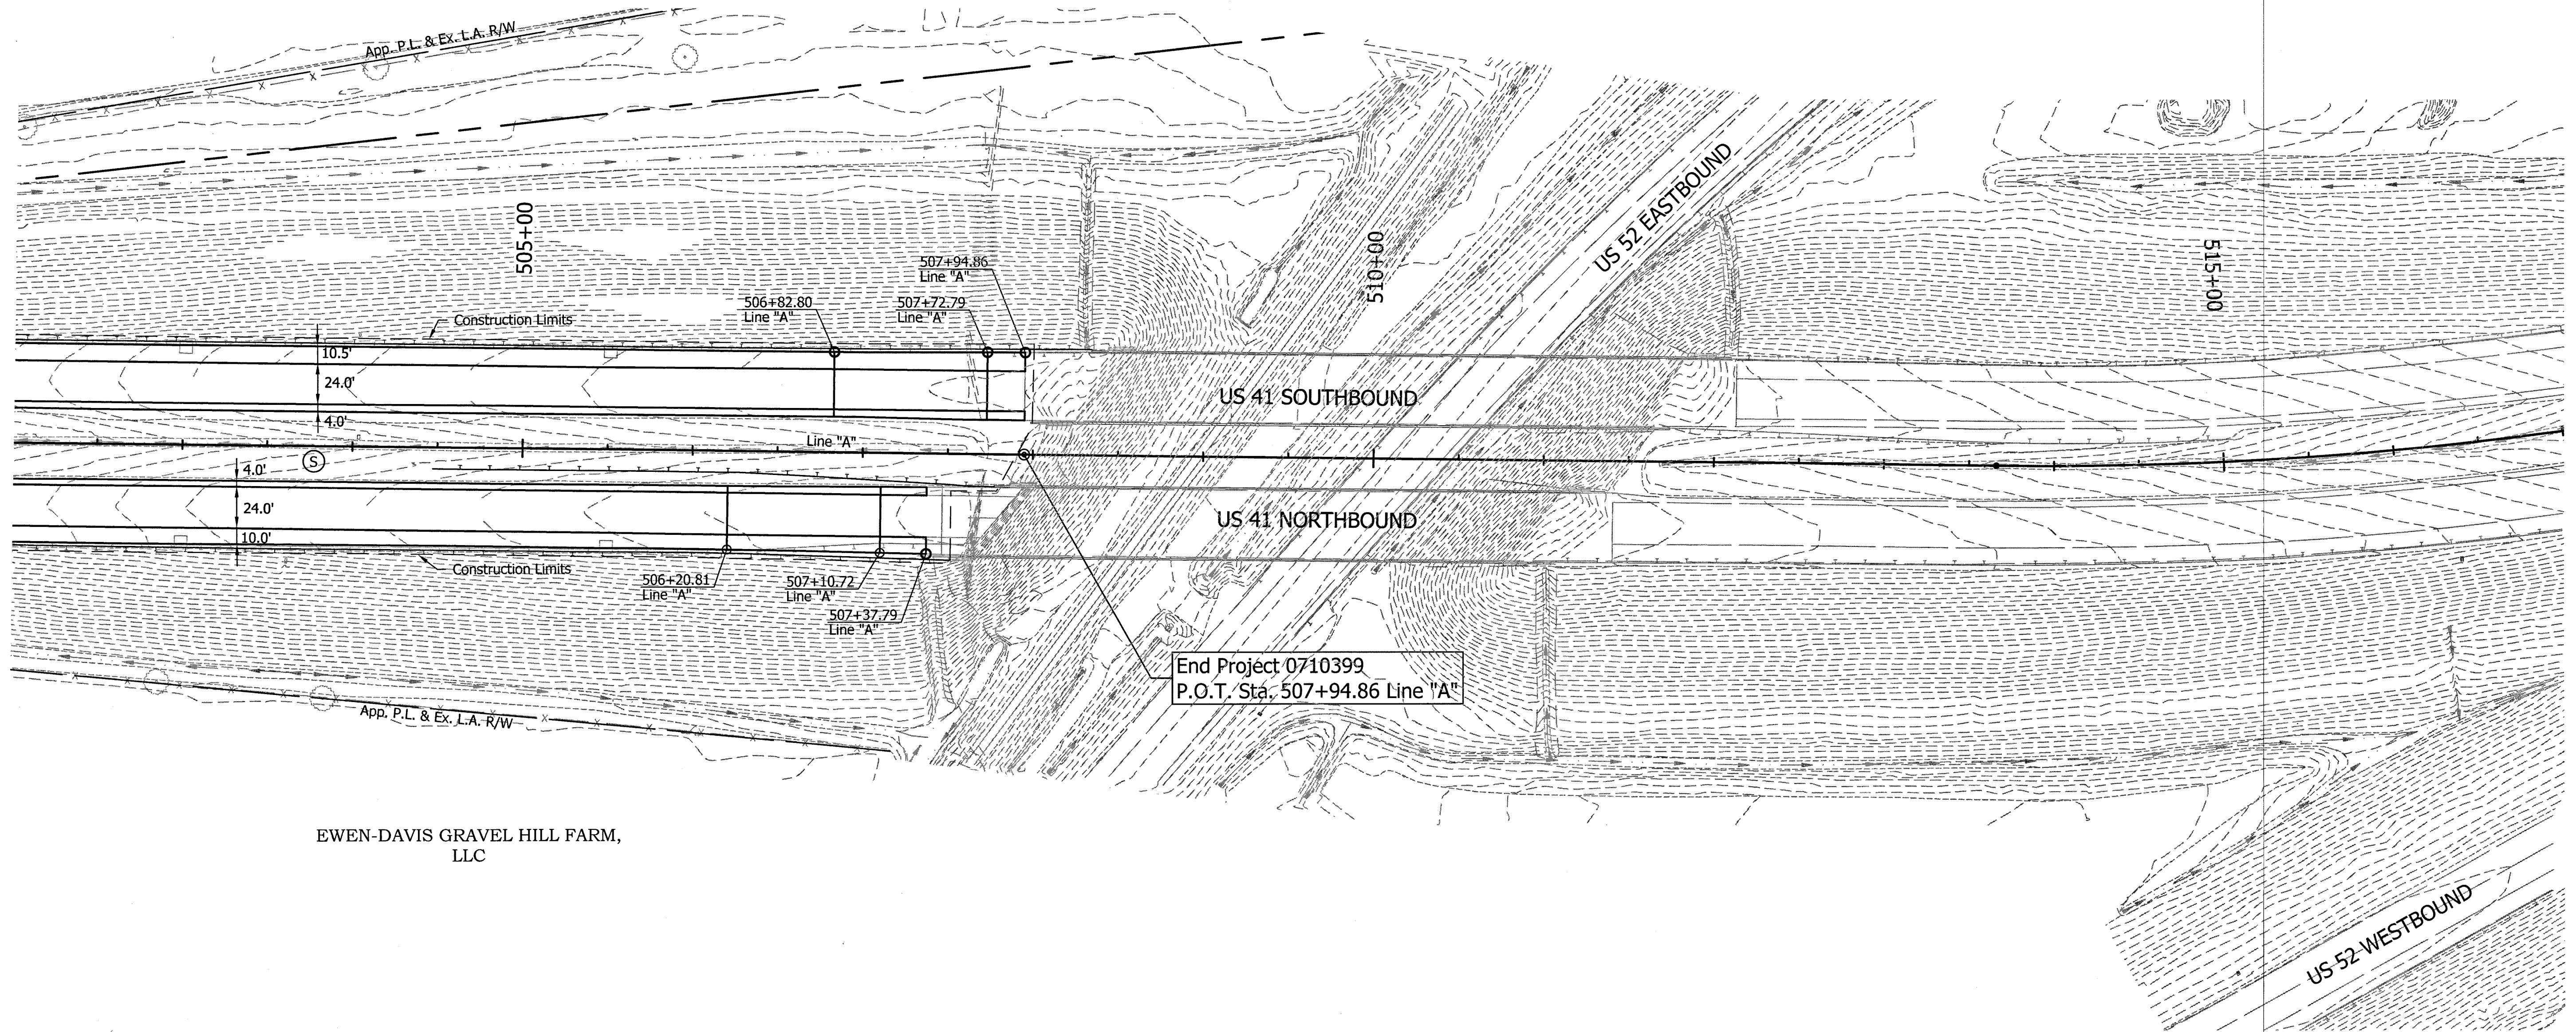 App. P.L. & Ex. L.A. R/W
505+00
510+00
US 52 EASTBOUND
515+00
507+94.86
Line "A"
506+82.80
Line "A"
507+72.79
Line "A"
Construction Limits
10.5'
24.0'
4.0'
US 41 SOUTHBOUND
Line "A"
S
4.0'
24.0'
10.0'
US 41 NORTHBOUND
Construction Limits
506+20.81
Line "A"
507+10.72
Line "A"
507+37.79
Line "A"
End Project 0710399
P.O.T. Sta. 507+94.86 Line "A"
App. P.L. & Ex. L.A. R/W
EWEN-DAVIS GRAVEL HILL FARM,
LLC
US 52 WESTBOUND